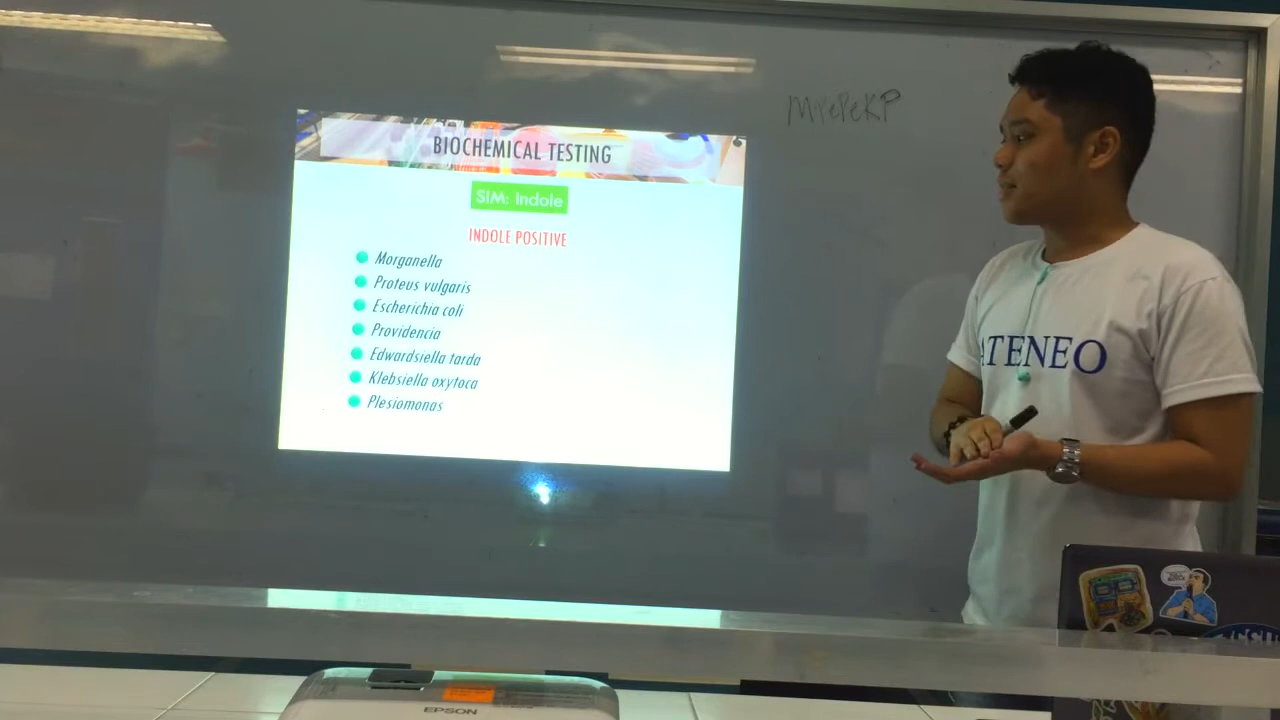 MPePeKP
BIOCHEMICAL TESTING
SIM: Indole
INDOLE POSITIVE
Morganella
Proteus vulgaris
Escherichia coli
Providencia
Edwardsiella tarda
Klebsiella oxytoca
Plesiomonas
ATENEO
EPSON